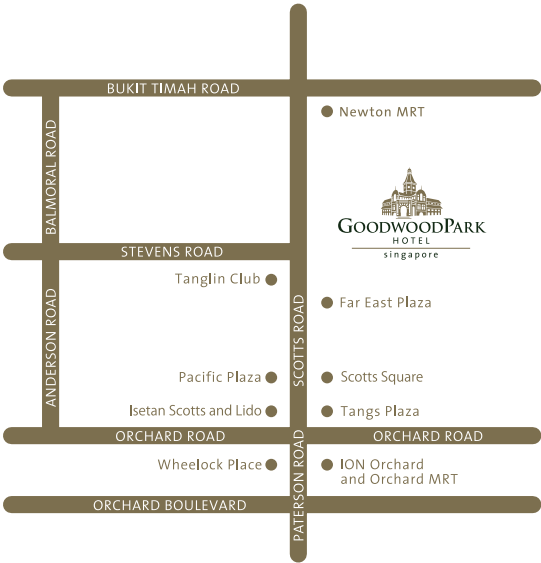 BUKIT TIMAH ROAD
Newton MRT
BALMORAL ROAD
GOODWOODPARK
HOTEL
singapore
STEVENS ROAD
Tanglin Club
ANDERSON ROAD
SCOTTS ROAD
Far East Plaza
Pacific Plaza
Scotts Square
Isetan Scotts and Lido
Tangs Plaza
ORCHARD ROAD
ORCHARD ROAD
PATERSON ROAD
Wheelock Place
ION Orchard
and Orchard MRT
ORCHARD BOULEVARD